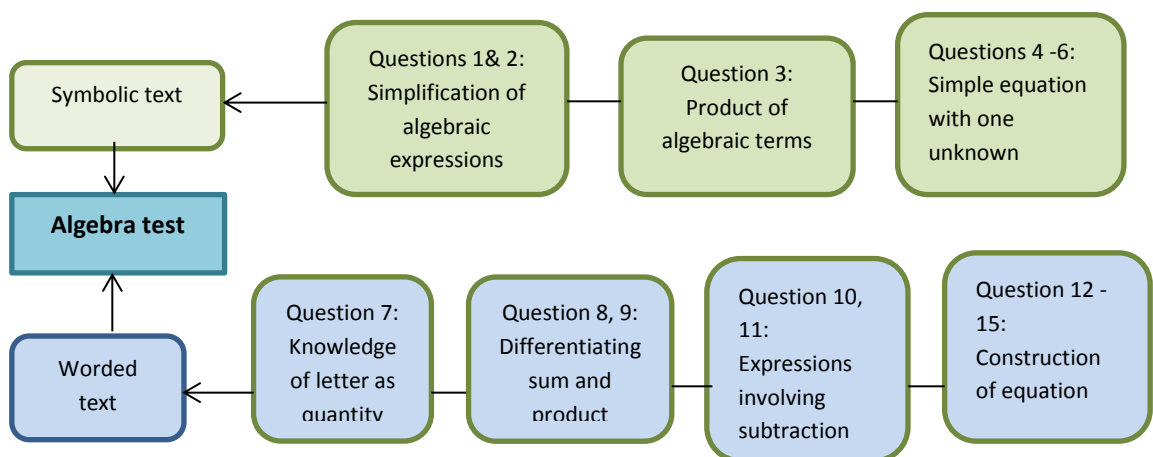 Symbolic text
Questions 1& 2:
Simplification of
algebraic
expressions
Question 3:
Product of
algebraic terms
Questions 4 -6:
Simple equation
with one
unknown
Algebra test
Worded
text
Question 7:
Knowledge
of letter as
quantity
Question 8, 9:
Differentiating
sum and
product
Question 10,
11:
Expressions
involving
subtraction
Question 12 -
15:
Construction
of equation